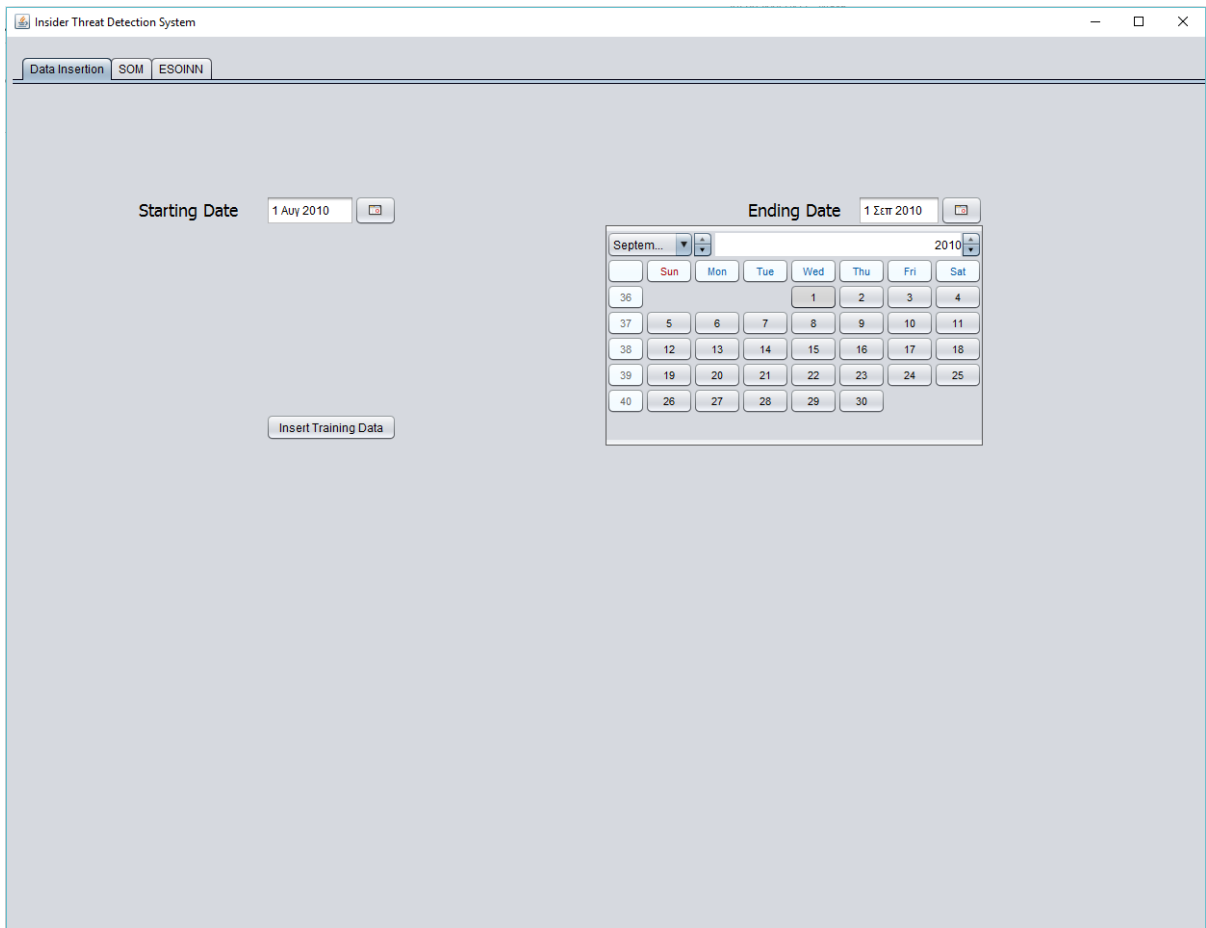 Insider Threat Detection System
Data Insertion SOM ESOINN
Starting Date 1 Αυγ 2010 Ending Date 1 Σεπ 2010
Septem... 2010
Sun Mon Tue Wed Thu Fri Sat
36 1 2 3 4
37 5 6 7 8 9 10 11
38 12 13 14 15 16 17 18
39 19 20 21 22 23 24 25
40 26 27 28 29 30
Insert Training Data